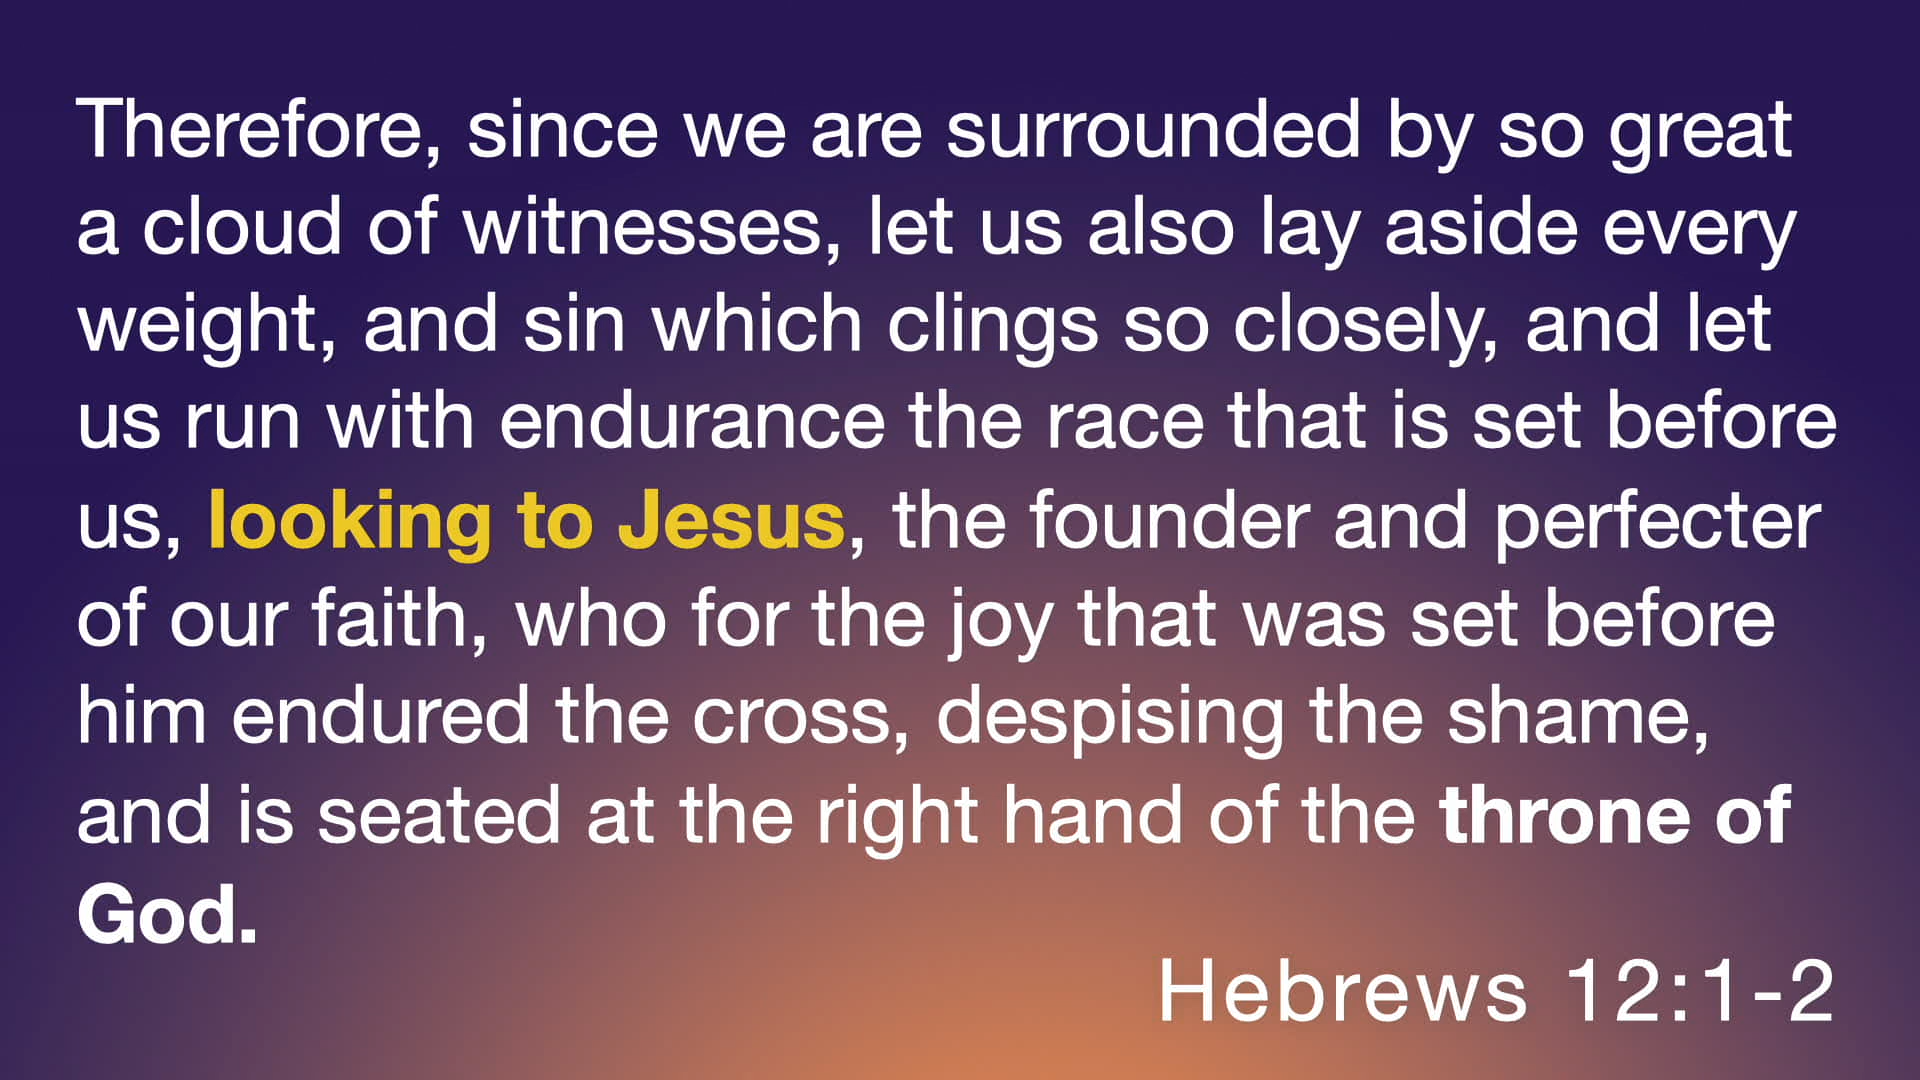 Therefore, since we are surrounded by so great
a cloud of witnesses, let us also lay aside every
weight, and sin which clings so closely, and let
us run with endurance the race that is set before
us, looking to Jesus, the founder and perfecter
of our faith, who for the joy that was set before
him endured the cross, despising the shame,
and is seated at the right hand of the throne of
God.
Hebrews 12:1-2